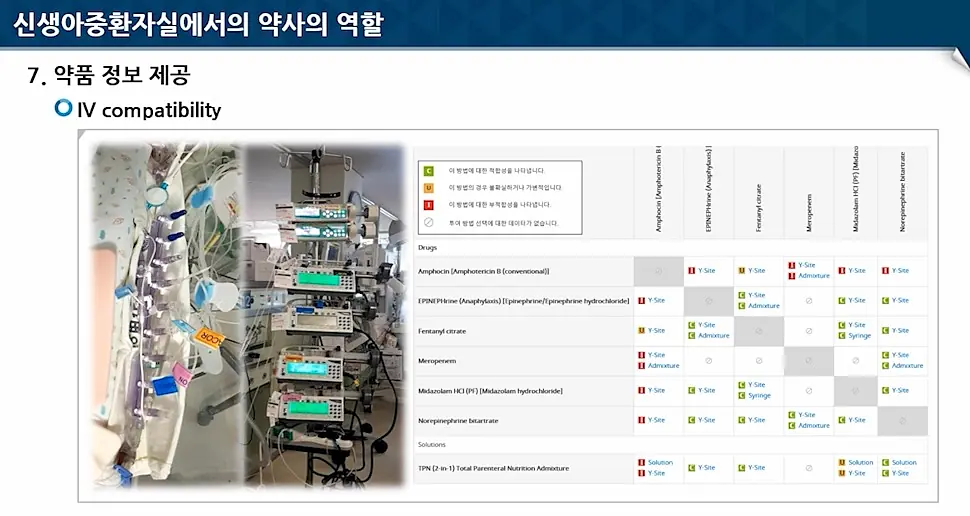 신생아중환자실에서의 약사의 역할
7. 약품 정보 제공
IV compatibility
C 이 방법에 대한 적합성을 나타냅니다.
U 이 방법의 경우 불확실하거나 가변적입니다.
I 이 방법에 대한 부적합성을 나타냅니다.
투여 방법 선택에 대한 데이터가 없습니다.
Amphocin [Amphotericin B (
EPINEPHrine (Anaphylaxis) [
Fentanyl citrate
Meropenem
Midazolam HCl (PF) [Midazo
Norepinephrine bitartrate
Drugs
Amphocin [Amphotericin B (conventional)]
I Y-Site
U Y-Site
I Y-Site
I Admixture
I Y-Site
I Y-Site
EPINEPHrine (Anaphylaxis) [Epinephrine/Epinephrine hydrochloride]
I Y-Site
C Y-Site
C Admixture
C Y-Site
C Y-Site
Fentanyl citrate
U Y-Site
C Y-Site
C Admixture
C Y-Site
C Syringe
C Y-Site
Meropenem
I Y-Site
I Admixture
C Y-Site
C Admixture
Midazolam HCl (PF) [Midazolam hydrochloride]
I Y-Site
C Y-Site
C Y-Site
C Syringe
C Y-Site
Norepinephrine bitartrate
I Y-Site
C Y-Site
C Y-Site
C Y-Site
C Admixture
C Y-Site
Solutions
TPN (2-in-1) Total Parenteral Nutrition Admixture
I Solution
I Y-Site
C Y-Site
C Y-Site
U Solution
U Y-Site
C Solution
C Y-Site